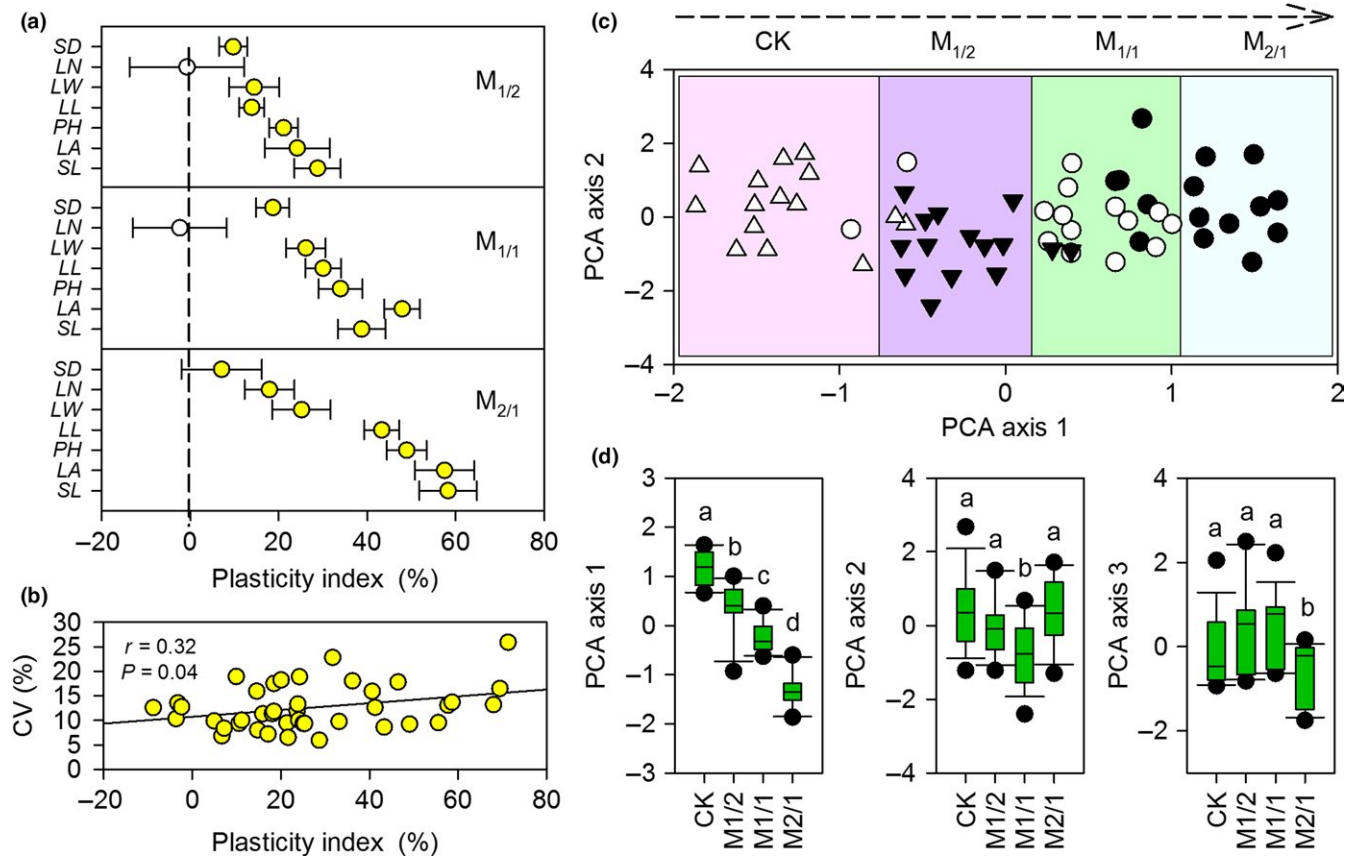 (a)
SD
LN
LW
LL
PH
LA
SL
M1/2
SD
LN
LW
LL
PH
LA
SL
M1/1
SD
LN
LW
LL
PH
LA
SL
M2/1
−20 0 20 40 60 80
Plasticity index (%)
(b)
30
25
20
15
10
5
0
CV (%)
r = 0.32
P = 0.04
−20 0 20 40 60 80
Plasticity index (%)
(c)
CK M1/2 M1/1 M2/1
4
2
0
−2
−4
PCA axis 2
−2 −1 0 1 2
PCA axis 1
(d)
3
2
1
0
−1
−2
−3
PCA axis 1
a
b
c
d
CK M1/2 M1/1 M2/1
4
2
0
−2
−4
PCA axis 2
a a b a
CK M1/2 M1/1 M2/1
4
2
0
−2
PCA axis 3
a a a b
CK M1/2 M1/1 M2/1